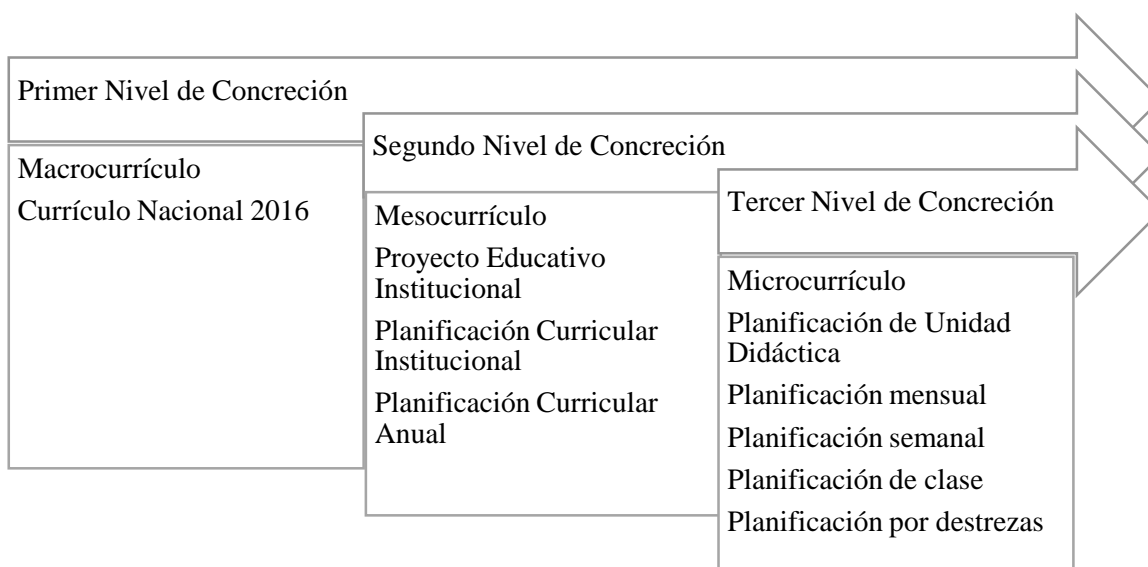 Primer Nivel de Concreción
Macrocurrículo
Currículo Nacional 2016
Segundo Nivel de Concreción
Mesocurrículo
Proyecto Educativo
Institucional
Planificación Curricular
Institucional
Planificación Curricular
Anual
Tercer Nivel de Concreción
Microcurrículo
Planificación de Unidad
Didáctica
Planificación mensual
Planificación semanal
Planificación de clase
Planificación por destrezas